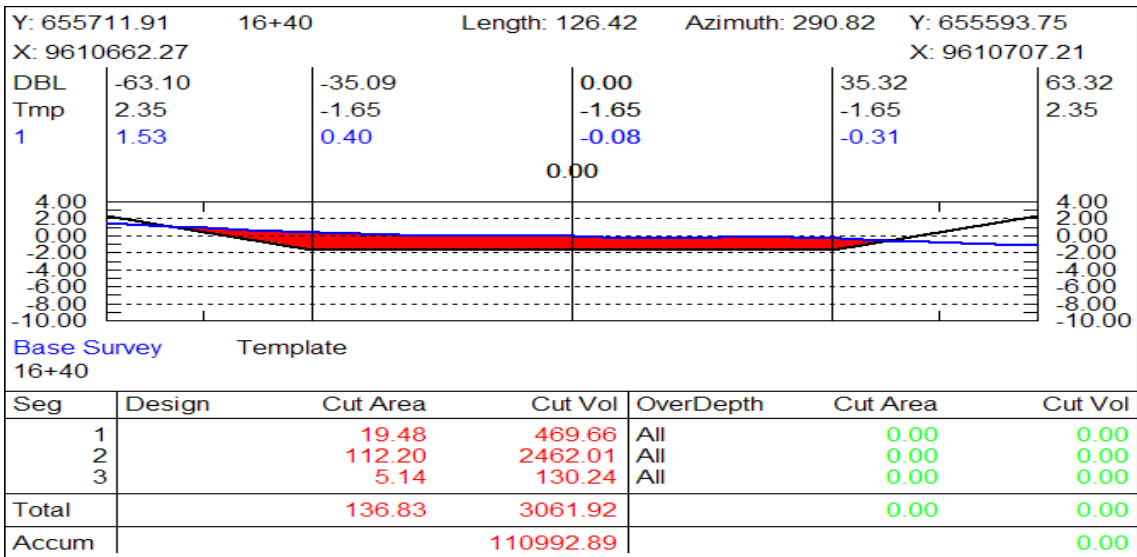 Y: 655711.91 16+40 Length: 126.42 Azimuth: 290.82 Y: 655593.75
X: 9610662.27 X: 9610707.21
DBL -63.10 -35.09 0.00 35.32 63.32
Tmp 2.35 -1.65 -1.65 -1.65 2.35
1 1.53 0.40 -0.08 -0.31
0.00
4.00 4.00
2.00 2.00
0.00 0.00
-2.00 -2.00
-4.00 -4.00
-6.00 -6.00
-8.00 -8.00
-10.00 -10.00
Base Survey Template
16+40
Seg Design Cut Area Cut Vol OverDepth Cut Area Cut Vol
1 19.48 469.66 All 0.00 0.00
2 112.20 2462.01 All 0.00 0.00
3 5.14 130.24 All 0.00 0.00
Total 136.83 3061.92 0.00 0.00
Accum 110992.89 0.00